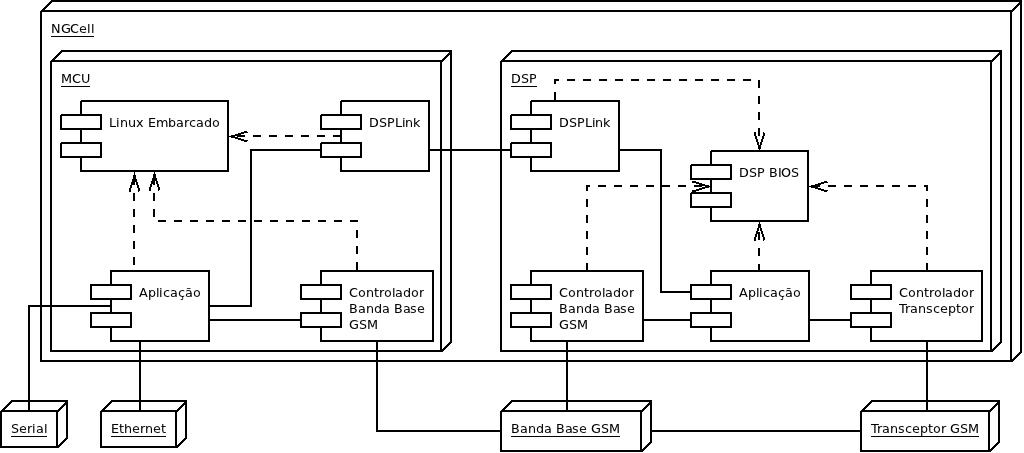 NGCell
MCU
DSP
Linux Embarcado
DSPLink
DSPLink
DSP BIOS
Aplicação
Controlador
Banda Base
GSM
Controlador
Banda Base
GSM
Aplicação
Controlador
Transceptor
Serial
Ethernet
Banda Base GSM
Transceptor GSM